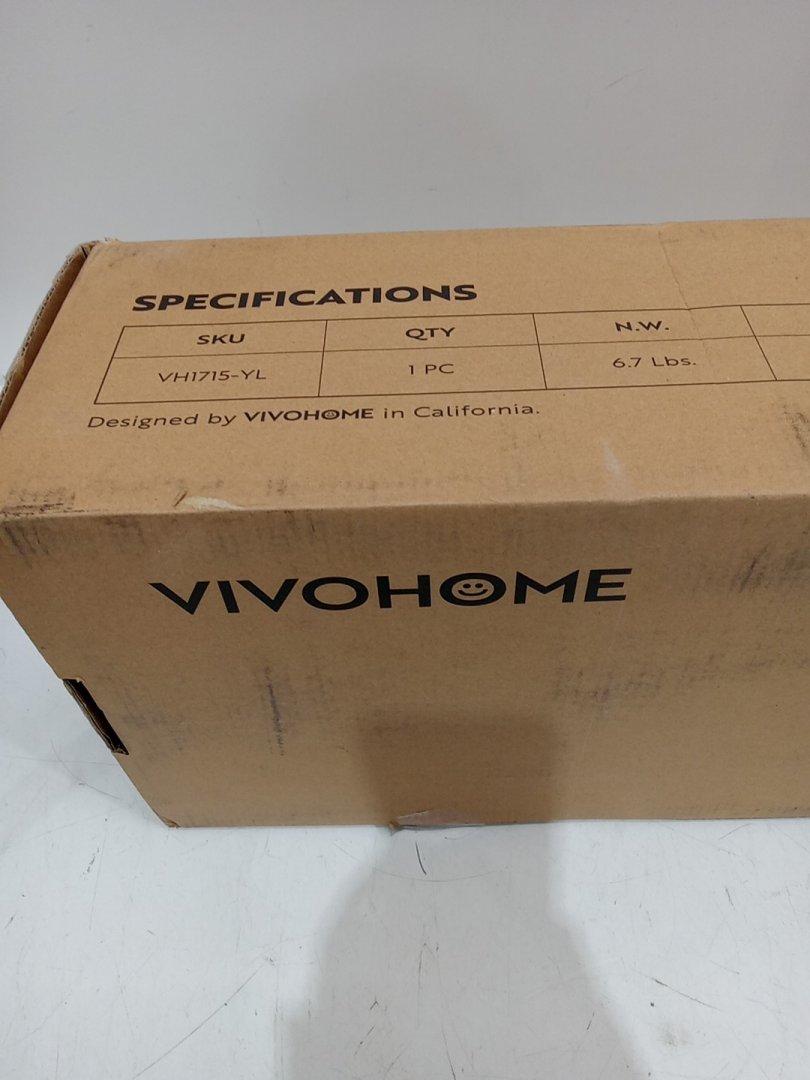 SPECIFICATIONS
SKU QTY N.W.
VH1715-YL 1 PC 6.7 Lbs.
Designed by VIVOHOME in California.
VIVOHOME